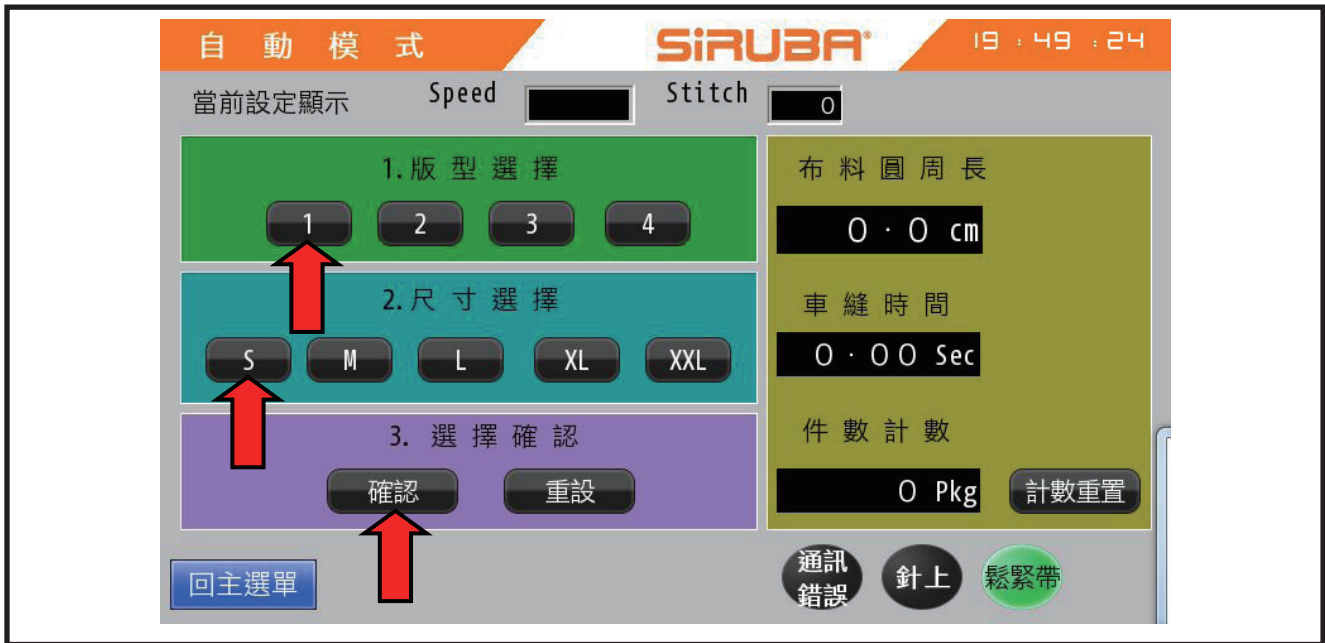 自動模式 SiRUBA® 19:49:24
當前設定顯示 Speed Stitch 0
1.版型選擇
1 2 3 4
2.尺寸選擇
S M L XL XXL
3. 選擇確認
確認 重設
布料圓周長
0·0 cm
車縫時間
0·00 Sec
件數計數
0 Pkg 計數重置
回主選單
通訊
錯誤
針上
鬆緊帶